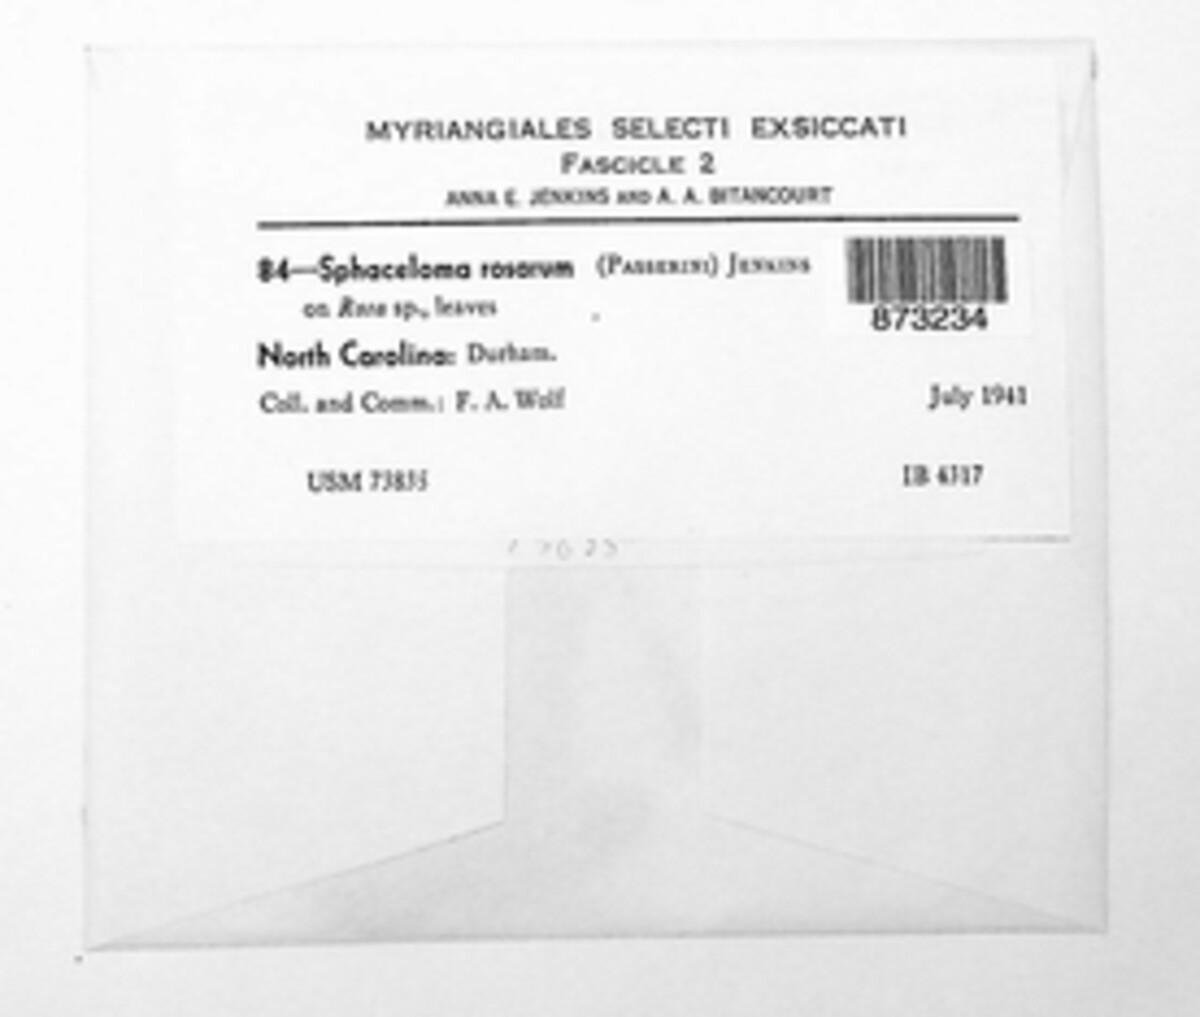 MYRIANGIALES SELECTI EXSICCATI
FASCICLE 2
ANNA E. JENKINS AND A. A. BITANCOURT
84—Sphaceloma rosarum (PASSERINI) JENKINS
on Rosa sp., leaves
873234
North Carolina: Durham.
Coll. and Comm.: F. A. Wolf July 1941
USM 73835 IB 4317